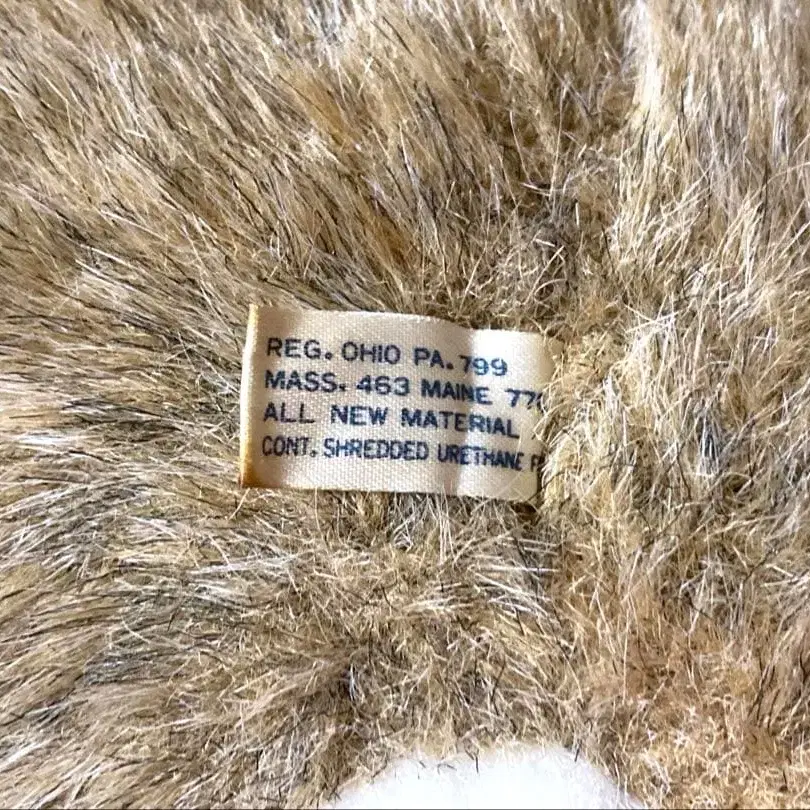 REG. OHIO PA. 799
MASS. 463 MAINE
ALL NEW MATERIAL
CONT. SHREDDED URETHANE